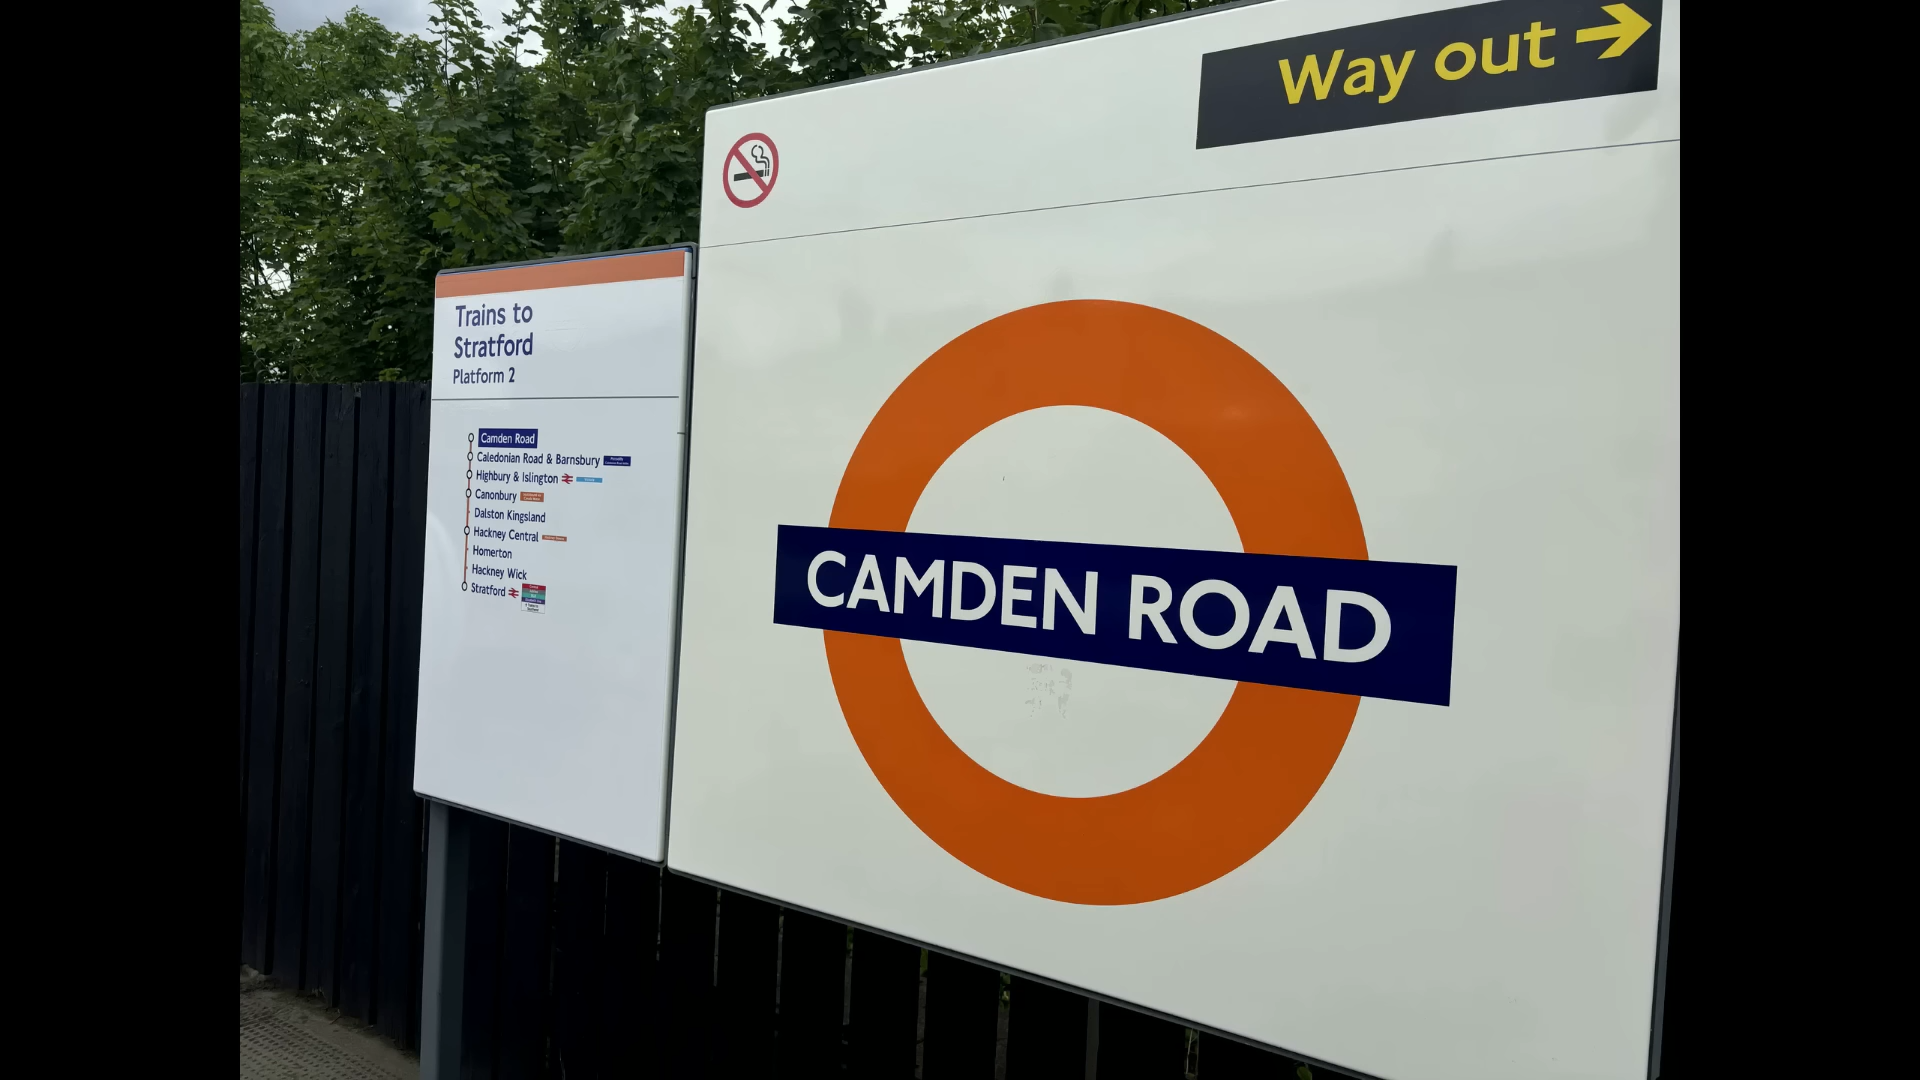 Way out
Trains to
Stratford
Platform 2
Camden Road
Caledonian Road & Barnsbury
Highbury & Islington
Canonbury
Dalston Kingsland
Hackney Central
Homerton
Hackney Wick
Stratford
CAMDEN ROAD